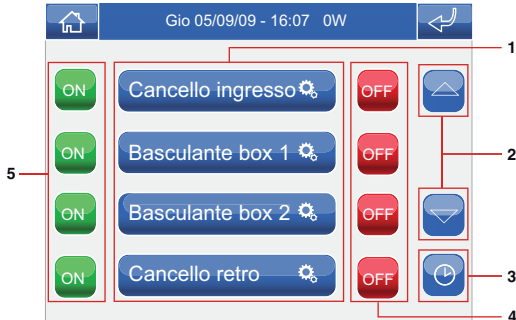 Gio 05/09/09 - 16:07 0W
1
ON Cancello ingresso OFF
ON Basculante box 1 OFF
2
5
ON Basculante box 2 OFF
ON Cancello retro OFF
3
4